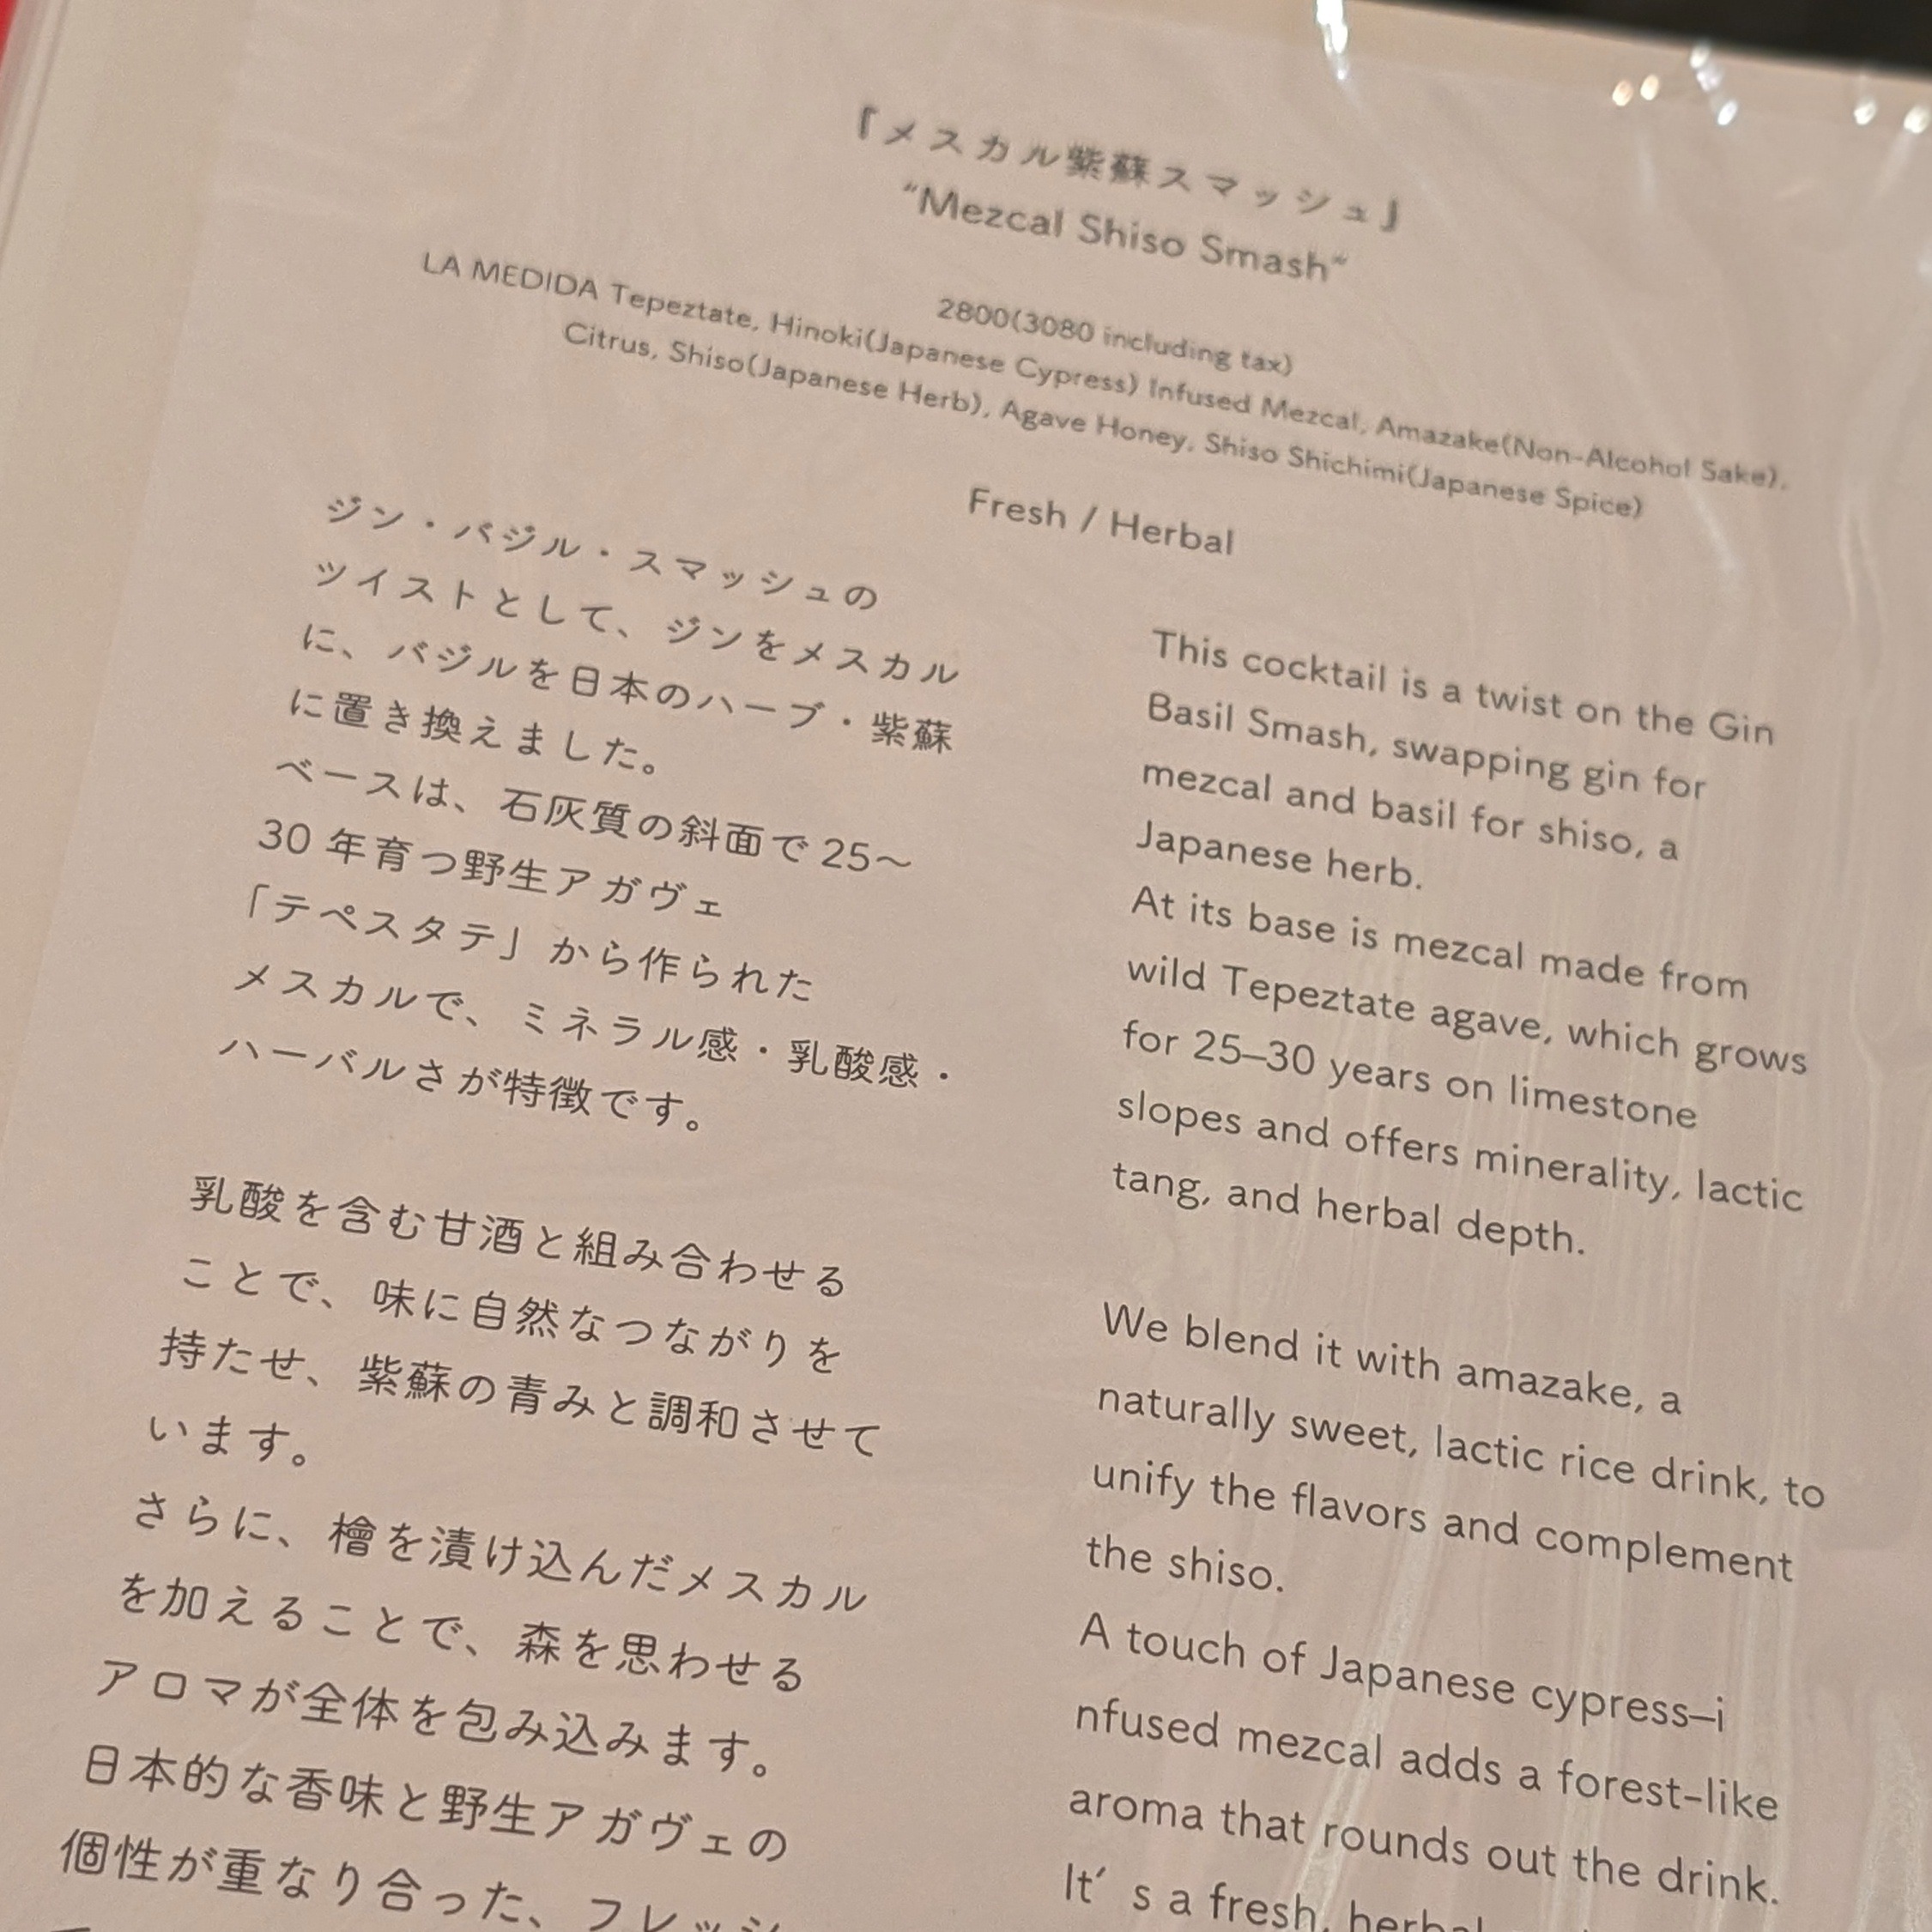 『メスカル紫蘇スマッシュ』
“Mezcal Shiso Smash“
2800(3080 including tax)
LA MEDIDA Tepeztate, Hinoki(Japanese Cypress) Infused Mezcal, Amazake(Non-Alcohol Sake),
Citrus, Shiso(Japanese Herb), Agave Honey, Shiso Shichimi(Japanese Spice)
Fresh / Herbal
ジン・バジル・スマッシュの
ツイストとして、ジンをメスカル
に、バジルを日本のハーブ・紫蘇
に置き換えました。
ベースは、石灰質の斜面で 25〜
30 年育つ野生アガヴェ
「テペスタテ」から作られた
メスカルで、ミネラル感・乳酸感・
ハーバルさが特徴です。
乳酸を含む甘酒と組み合わせる
ことで、味に自然なつながりを
持たせ、紫蘇の青みと調和させて
います。
さらに、檜を漬け込んだメスカル
を加えることで、森を思わせる
アロマが全体を包み込みます。
日本的な香味と野生アガヴェの
個性が重なり合った、フレッシ
This cocktail is a twist on the Gin
Basil Smash, swapping gin for
mezcal and basil for shiso, a
Japanese herb.
At its base is mezcal made from
wild Tepeztate agave, which grows
for 25–30 years on limestone
slopes and offers minerality, lactic
tang, and herbal depth.
We blend it with amazake, a
naturally sweet, lactic rice drink, to
unify the flavors and complement
the shiso.
A touch of Japanese cypress–i
nfused mezcal adds a forest-like
aroma that rounds out the drink.
It’ s a fresh, herbal